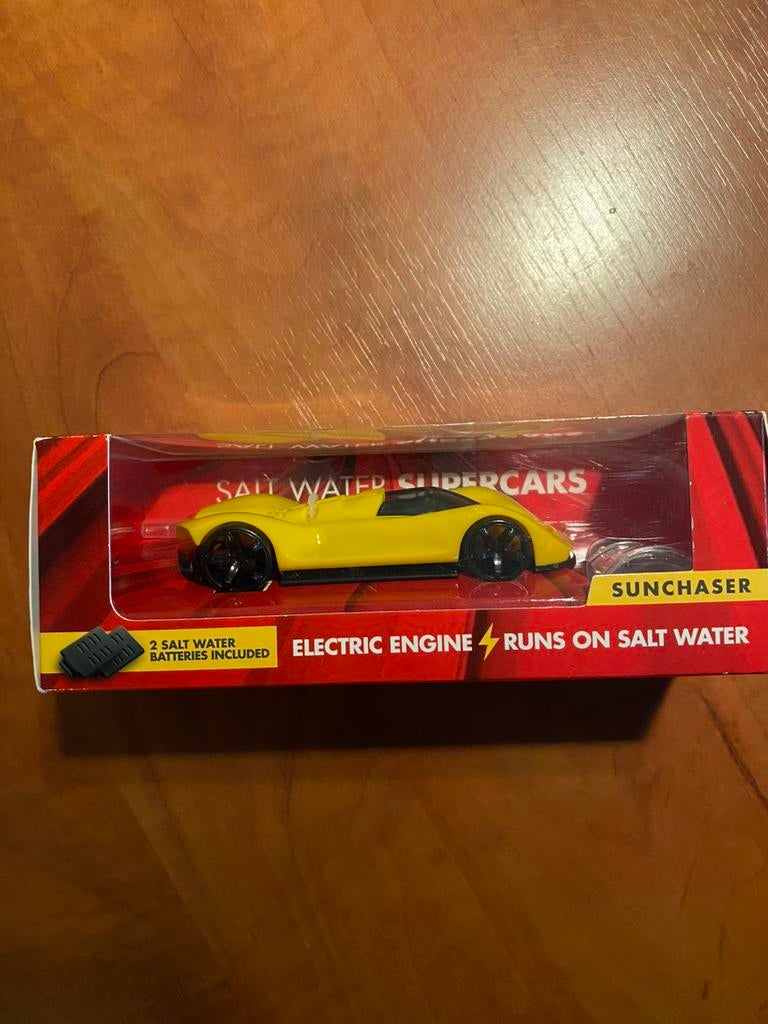 SALT WATER SUPERCARS
SUNCHASER
2 SALT WATER
BATTERIES INCLUDED
ELECTRIC ENGINE RUNS ON SALT WATER